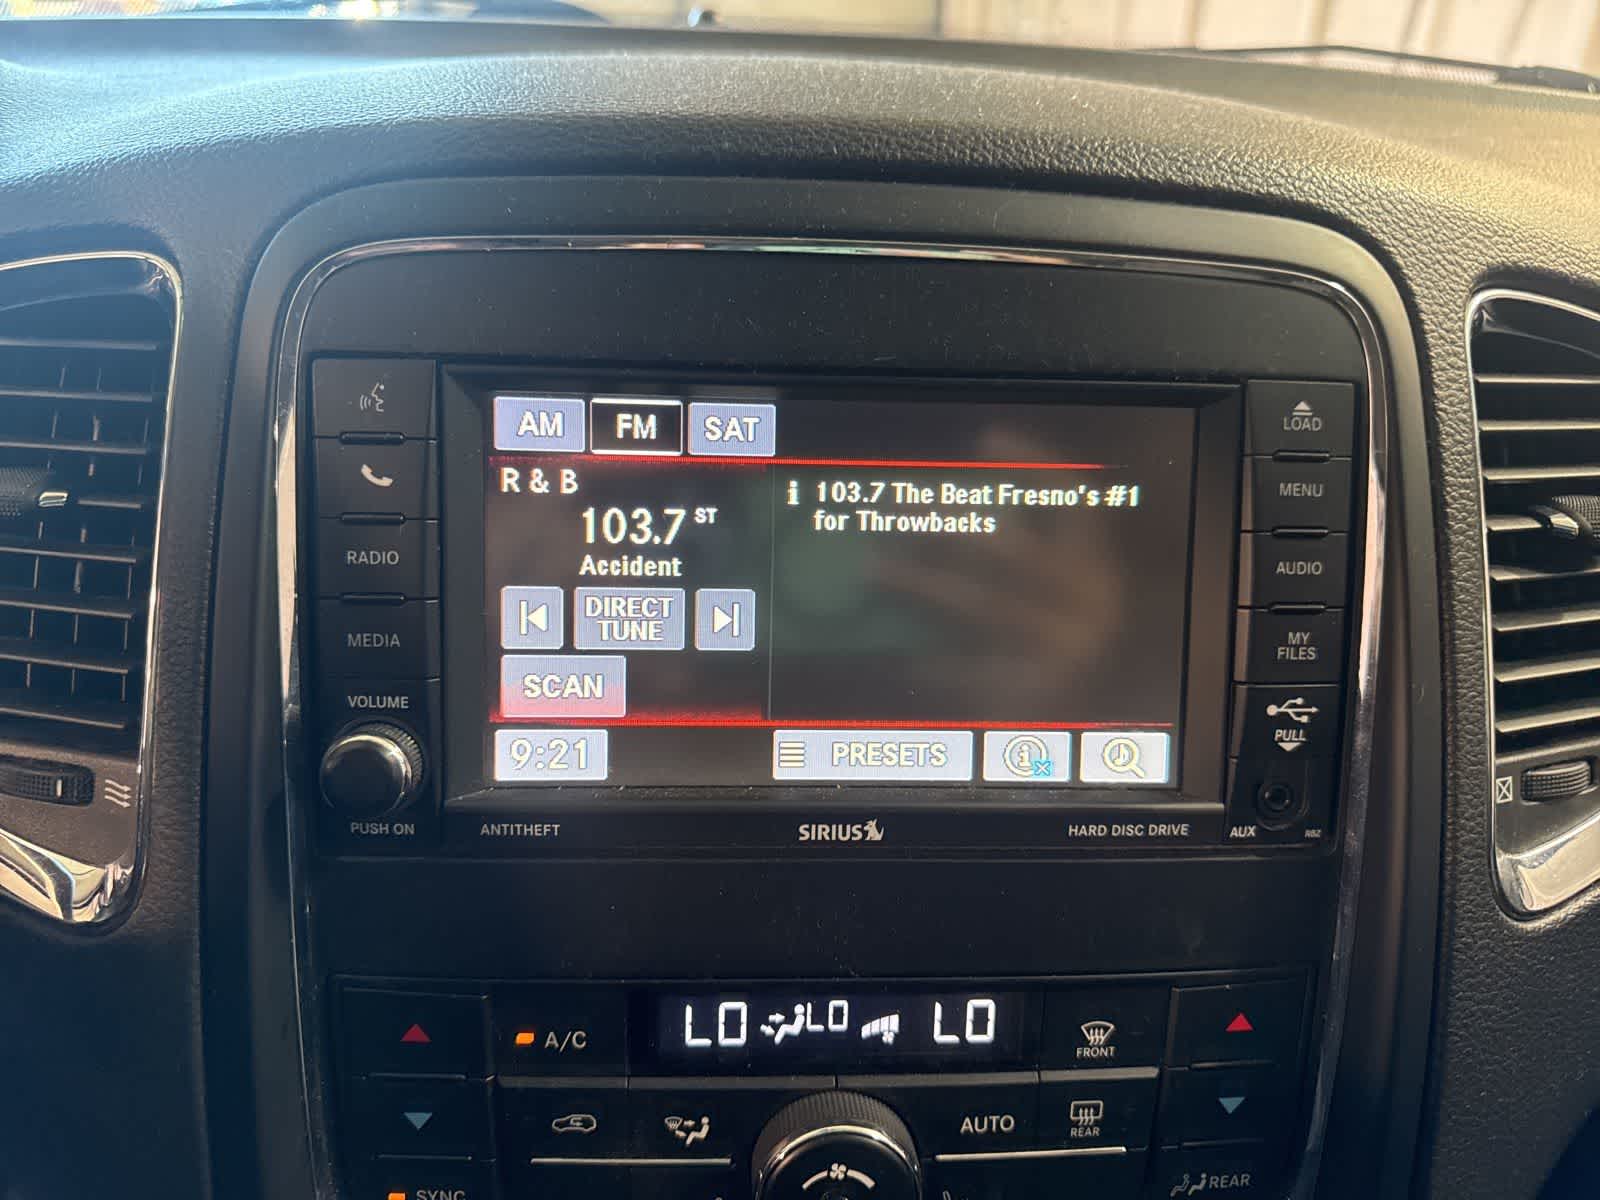 AM FM SAT
R & B
103.7 ST
Accident
DIRECT
TUNE
SCAN
i 103.7 The Beat Fresno's #1
for Throwbacks
9:21 PRESETS i x
RADIO
MEDIA
VOLUME
PUSH ON
LOAD
MENU
AUDIO
MY
FILES
PULL
AUX
RBZ
ANTITHEFT SIRIUS HARD DISC DRIVE
LO LO LO
A/C
FRONT
AUTO
REAR
SYNC
REAR